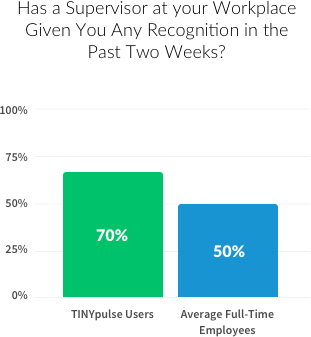 Has a Supervisor at your Workplace
Given You Any Recognition in the
Past Two Weeks?
100%
75%
50%
25%
0%
70%
50%
TINYpulse Users
Average Full-Time
Employees